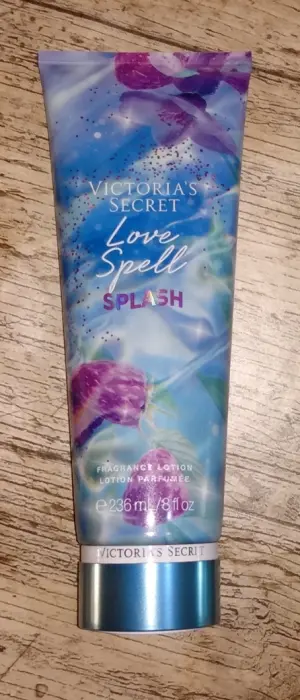 VICTORIA'S
SECRET
Love
Spell
SPLASH
FRAGRANCE LOTION
LOTION PARFUMÉE
℮ 236 mL/8 fl oz
VICTORIA'S SECRET